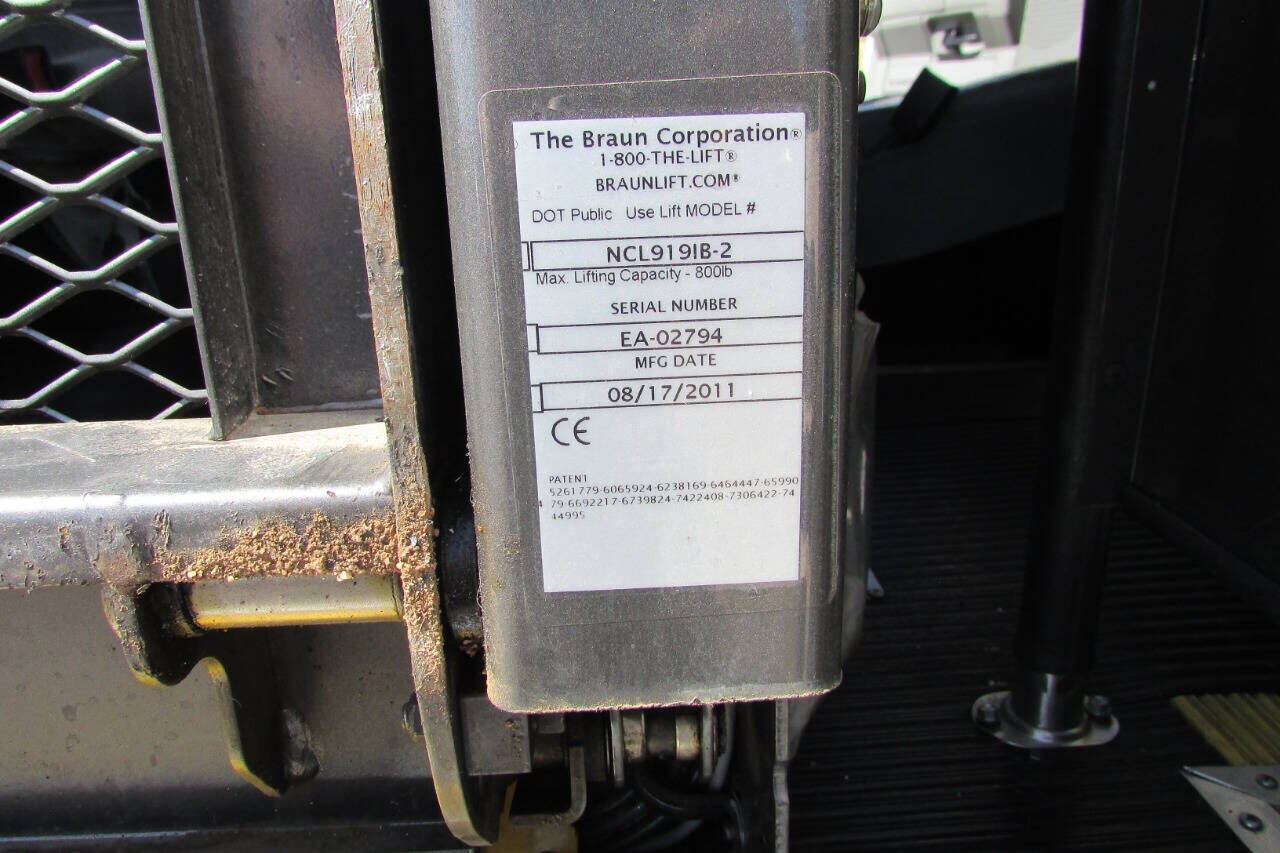 The Braun Corporation®
1-800-THE-LIFT®
BRAUNLIFT.COM®
DOT Public Use Lift MODEL #
NCL919IB-2
Max. Lifting Capacity - 800lb
SERIAL NUMBER
EA-02794
MFG DATE
08/17/2011
CE
PATENT
5261779-6065924-6238169-6464447-65990
79-6692217-6739824-7422408-7306422-74
44995